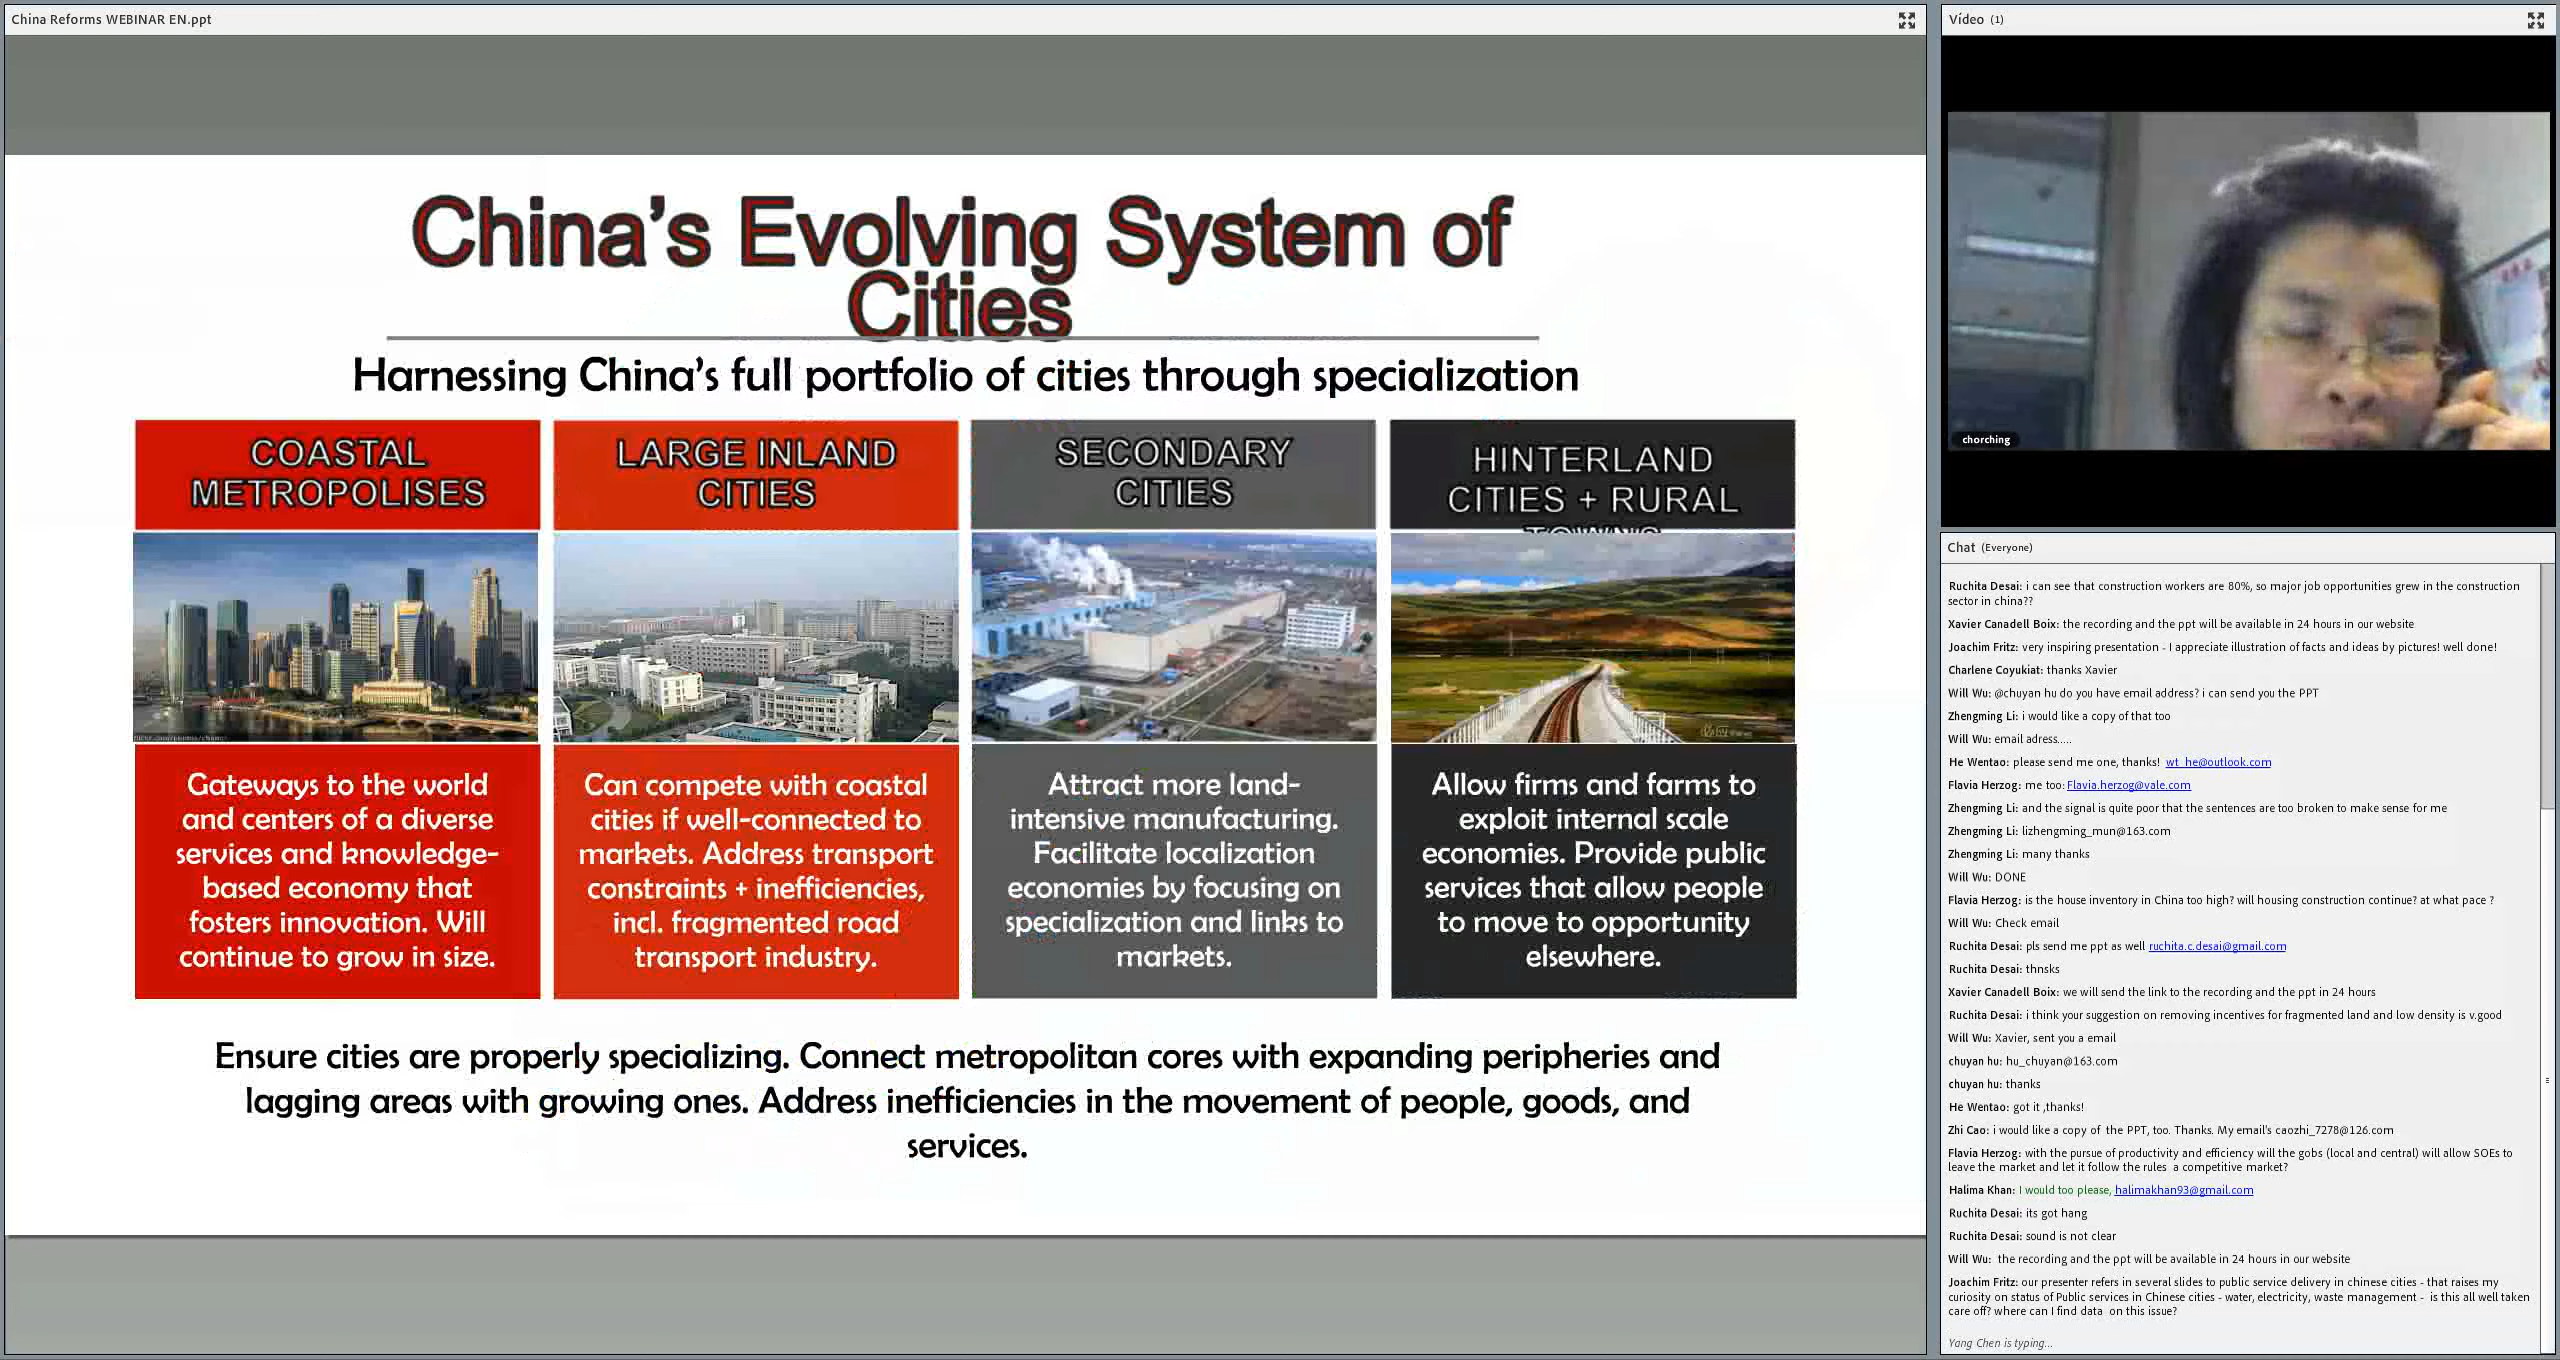 China Reforms WEBINAR EN.ppt
China's Evolving System of
Cities
Harnessing China's full portfolio of cities through specialization
COASTAL
METROPOLISES
Gateways to the world
and centers of a diverse
services and knowledge-
based economy that
fosters innovation. Will
continue to grow in size.
LARGE INLAND
CITIES
Can compete with coastal
cities if well-connected to
markets. Address transport
constraints + inefficiencies,
incl. fragmented road
transport industry.
SECONDARY
CITIES
Attract more land-
intensive manufacturing.
Facilitate localization
economies by focusing on
specialization and links to
markets.
HINTERLAND
CITIES + RURAL
TOWNS
Allow firms and farms to
exploit internal scale
economies. Provide public
services that allow people
to move to opportunity
elsewhere.
Ensure cities are properly specializing. Connect metropolitan cores with expanding peripheries and
lagging areas with growing ones. Address inefficiencies in the movement of people, goods, and
services.
Vídeo (1)
chorching
Chat (Everyone)
Ruchita Desai: i can see that construction workers are 80%, so major job opportunities grew in the construction
sector in china??
Xavier Canadell Boix: the recording and the ppt will be available in 24 hours in our website
Joachim Fritz: very inspiring presentation - I appreciate illustration of facts and ideas by pictures! well done!
Charlene Coyukiat: thanks Xavier
Will Wu: @chuyan hu do you have email address? i can send you the PPT
Zhengming Li: i would like a copy of that too
Will Wu: email adress.....
He Wentao: please send me one, thanks! wt_he@outlook.com
Flavia Herzog: me too: Flavia.herzog@vale.com
Zhengming Li: and the signal is quite poor that the sentences are too broken to make sense for me
Zhengming Li: lizhengming_mun@163.com
Zhengming Li: many thanks
Will Wu: DONE
Flavia Herzog: is the house inventory in China too high? will housing construction continue? at what pace ?
Will Wu: Check email
Ruchita Desai: pls send me ppt as well ruchita.c.desai@gmail.com
Ruchita Desai: thnsks
Xavier Canadell Boix: we will send the link to the recording and the ppt in 24 hours
Ruchita Desai: i think your suggestion on removing incentives for fragmented land and low density is v.good
Will Wu: Xavier, sent you a email
chuyan hu: hu_chuyan@163.com
chuyan hu: thanks
He Wentao: got it ,thanks!
Zhi Cao: i would like a copy of the PPT, too. Thanks. My email's caozhi_7278@126.com
Flavia Herzog: with the pursue of productivity and efficiency will the gobs (local and central) will allow SOEs to
leave the market and let it follow the rules a competitive market?
Halima Khan: I would too please, halimakhan93@gmail.com
Ruchita Desai: its got hang
Ruchita Desai: sound is not clear
Will Wu: the recording and the ppt will be available in 24 hours in our website
Joachim Fritz: our presenter refers in several slides to public service delivery in chinese cities - that raises my
curiosity on status of Public services in Chinese cities - water, electricity, waste management - is this all well taken
care off? where can I find data on this issue?
Yang Chen is typing...